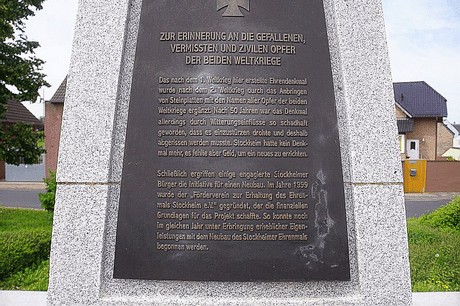 ZUR ERINNERUNG AN DIE GEFALLENEN,
VERMISSTEN UND ZIVILEN OPFER
DER BEIDEN WELTKRIEGE
Das nach dem 1. Weltkrieg hier erstellte Ehrendenkmal
wurde nach dem 2. Weltkrieg durch das Anbringen
von Steinplatten mit den Namen aller Opfer der beiden
Weltkriege ergänzt. Nach 50 Jahren war das Denkmal
allerdings durch Witterungseinflüsse so schadhaft
geworden, dass es einzustürzen drohte und deshalb
abgerissen werden musste. Stockheim hatte kein Denk-
mal mehr, es fehlte aber Geld, um ein neues zu errichten.
Schließlich ergriffen einige engagierte Stockheimer
Bürger die Initiative für einen Neubau. Im Jahre 1999
wurde der „Förderverein zur Erhaltung des Ehren-
mals Stockheim e.V." gegründet, der die finanziellen
Grundlagen für das Projekt schaffte. So konnte noch
im gleichen Jahr unter Erbringung erheblicher Eigen-
leistungen mit dem Neubau des Stockheimer Ehrenmals
begonnen werden.